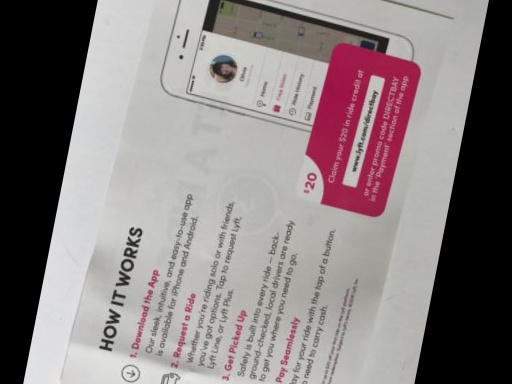 HOW IT WORKS
1. Download the App
Our sleek, intuitive, and easy-to-use app
is available for iPhone and Android.
2. Request a Ride
Whether you're riding solo or with friends,
you've got options. Tap to request Lyft,
Lyft Line, or Lyft Plus.
3. Get Picked Up
Safety is built into every ride – back-
ground-checked, local drivers are ready
to get you where you need to go.
Pay Seamlessly
ay for your ride with the tap of a button.
o need to carry cash.
Olivia
Home
Free Rides
Ride History
Payment
$20
Claim your $20 in ride credit at
www.lyft.com/directbay
or enter promo code DIRECTBAY
in the 'Payment' section of the app